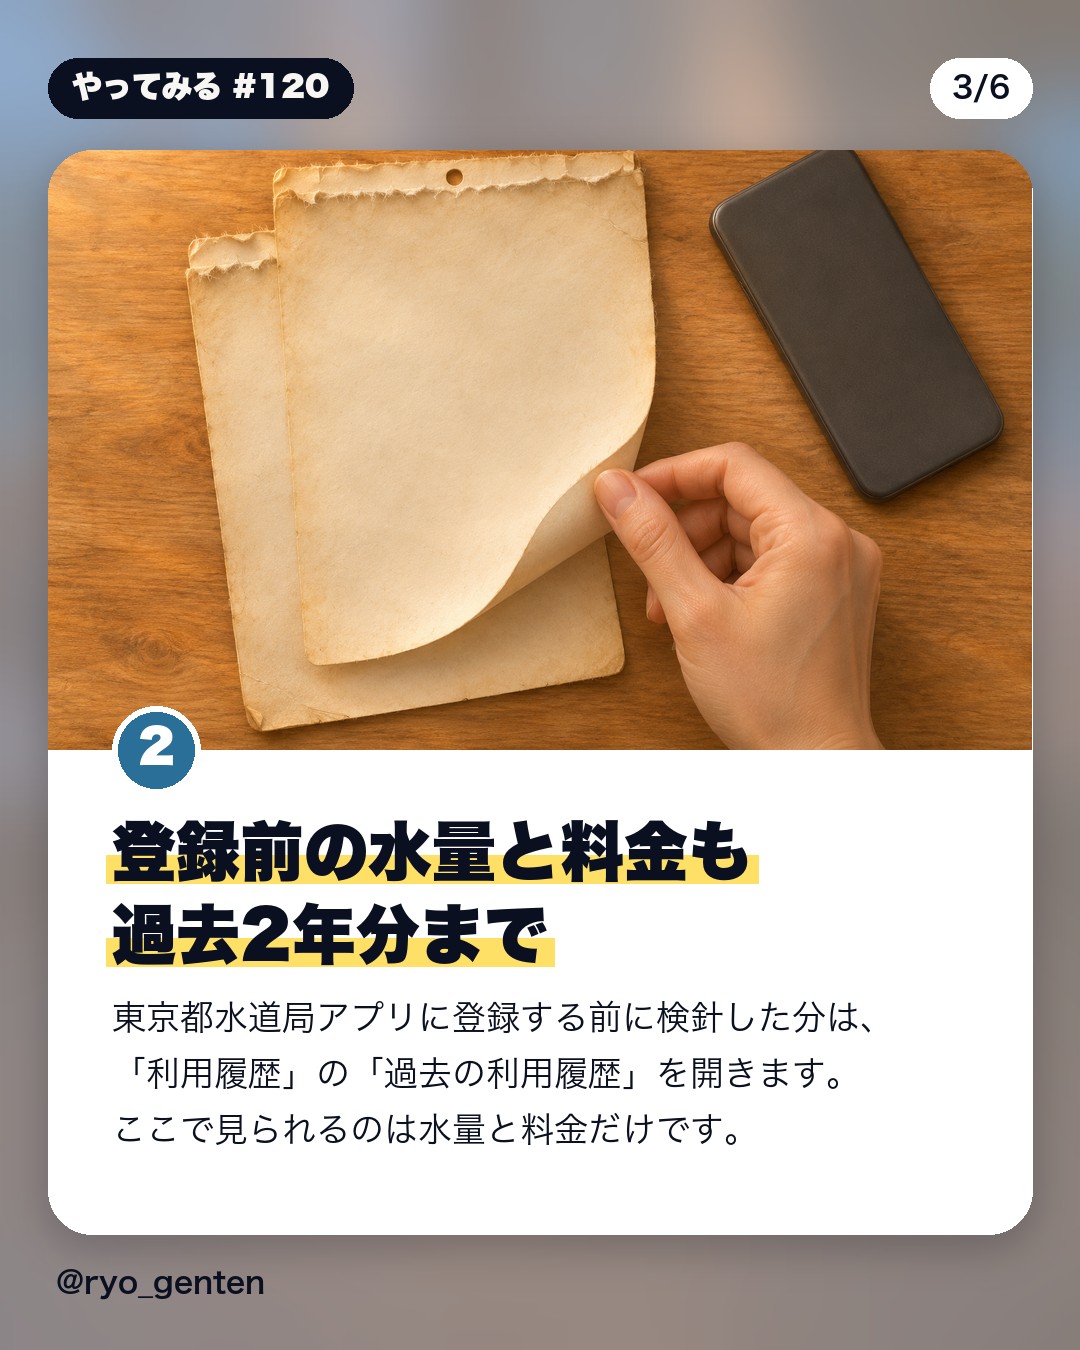 やってみる #120
3/6
2
登録前の水量と料金も
過去2年分まで
東京都水道局アプリに登録する前に検針した分は、
「利用履歴」の「過去の利用履歴」を開きます。
ここで見られるのは水量と料金だけです。
@ryo_genten